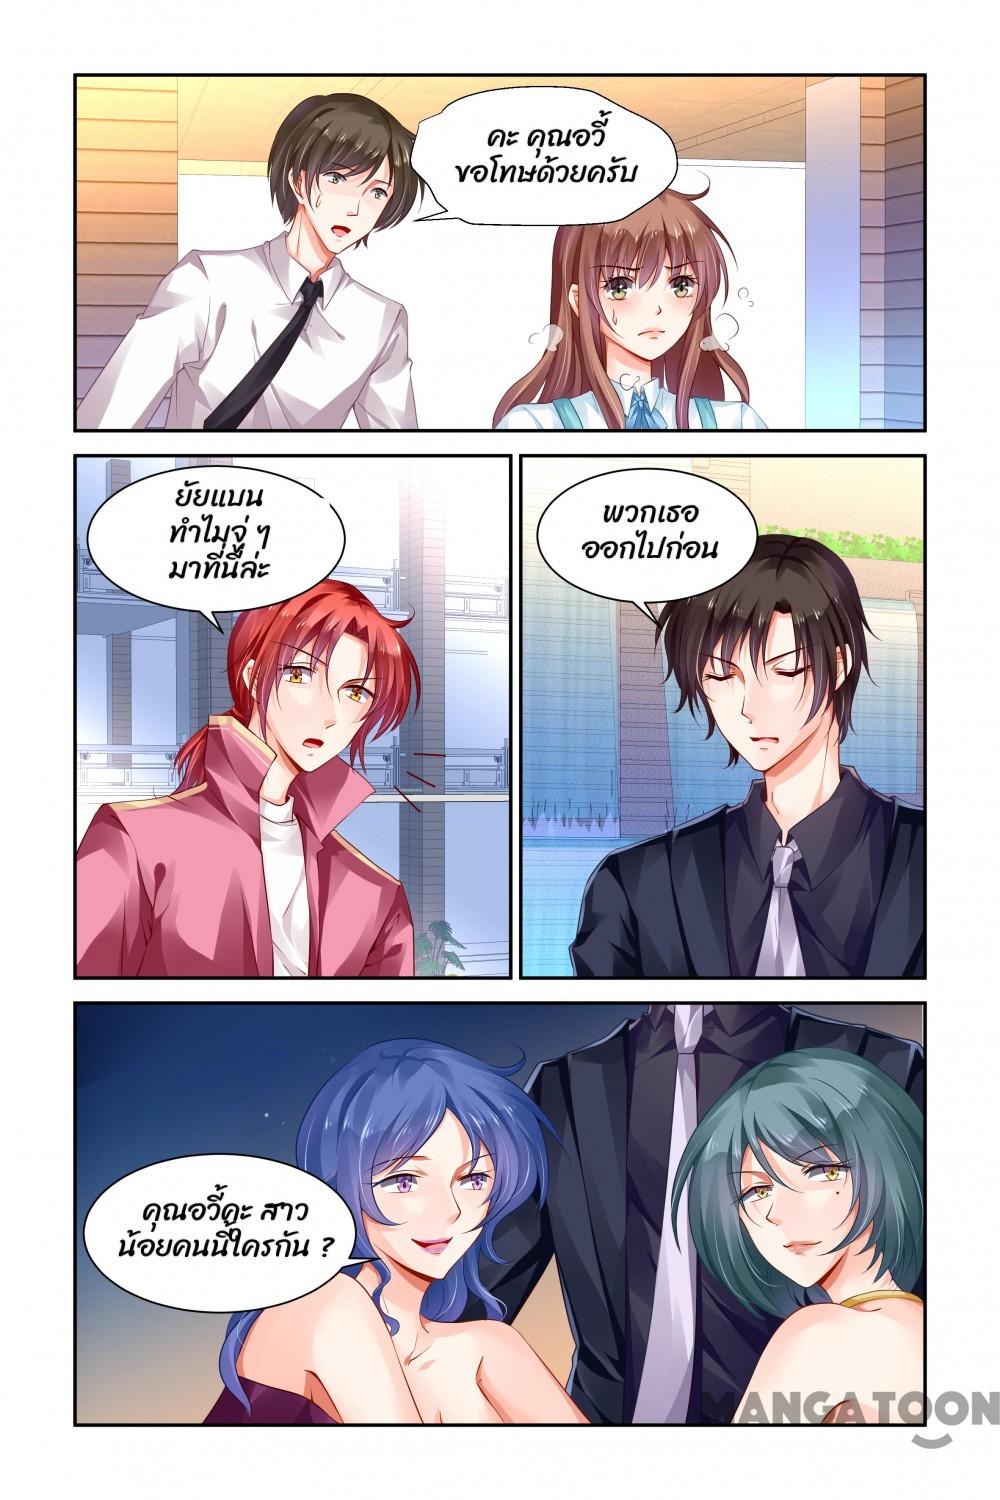 คะ คุณอวี้
ขอโทษด้วยครับ
ยัยแบน
ทำไมจู่ ๆ
มาที่นี่ล่ะ
พวกเธอ
ออกไปก่อน
คุณอวี้คะ สาว
น้อยคนนี้ใครกัน ?
MANGATOON